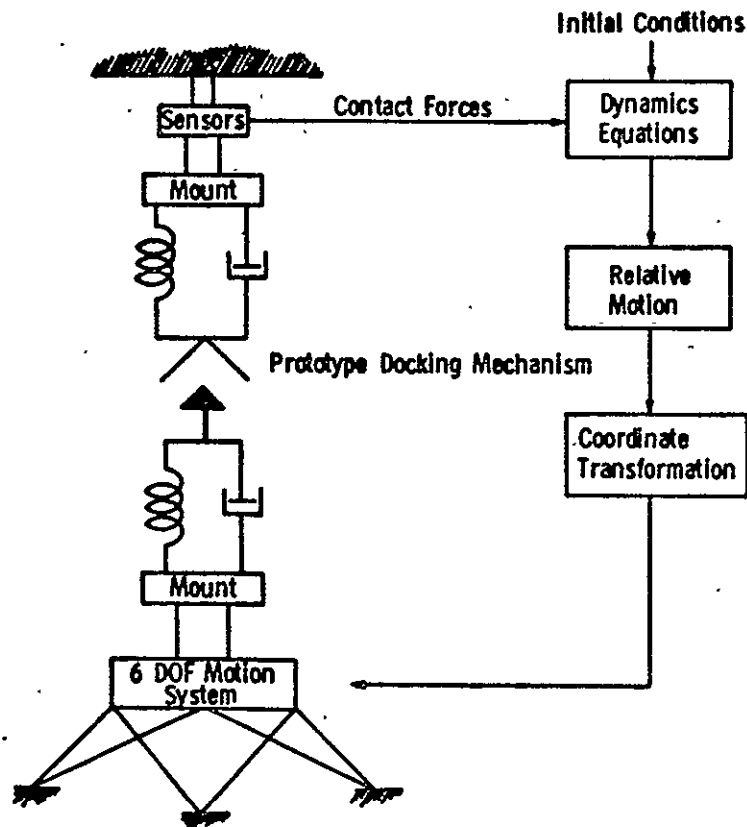 Initial Conditions
Sensors
Contact Forces
Dynamics
Equations
Mount
Relative
Motion
Prototype Docking Mechanism
Coordinate
Transformation
Mount
6 DOF Motion
System